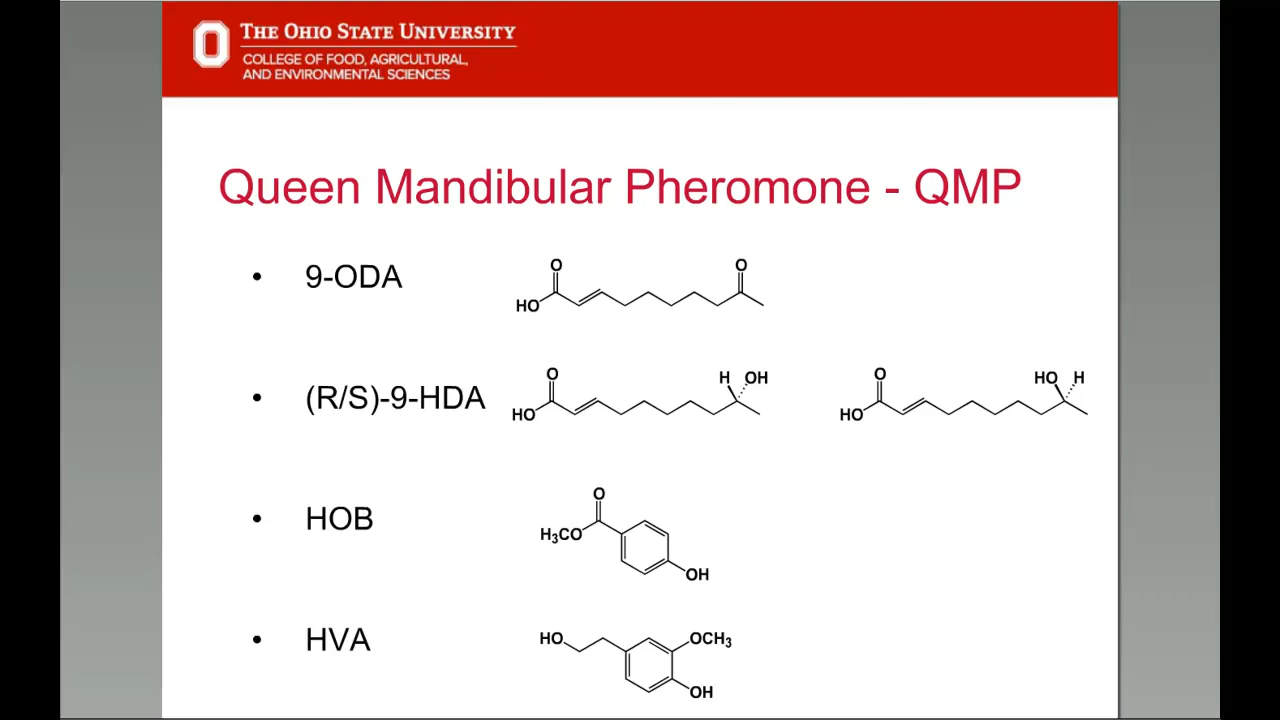 THE OHIO STATE UNIVERSITY
COLLEGE OF FOOD, AGRICULTURAL,
AND ENVIRONMENTAL SCIENCES
Queen Mandibular Pheromone - QMP
• 9-ODA
O O
HO
• (R/S)-9-HDA
O H OH O HO H
HO HO
• HOB
O
H3CO
OH
• HVA
HO OCH3
OH